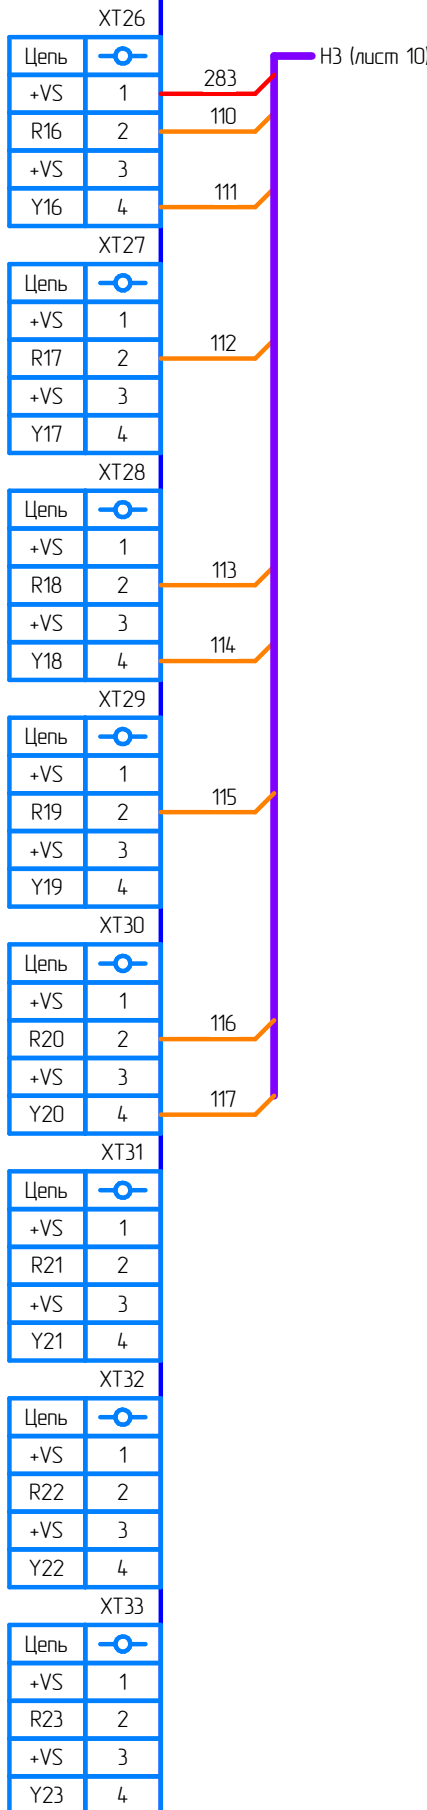 XT26
Цепь
Н3 (лист 10)
+VS 1 283
R16 2 110
+VS 3
Y16 4 111
XT27
Цепь
+VS 1
R17 2 112
+VS 3
Y17 4
XT28
Цепь
+VS 1
R18 2 113
+VS 3
Y18 4 114
XT29
Цепь
+VS 1
R19 2 115
+VS 3
Y19 4
XT30
Цепь
+VS 1
R20 2 116
+VS 3
Y20 4 117
XT31
Цепь
+VS 1
R21 2
+VS 3
Y21 4
XT32
Цепь
+VS 1
R22 2
+VS 3
Y22 4
XT33
Цепь
+VS 1
R23 2
+VS 3
Y23 4